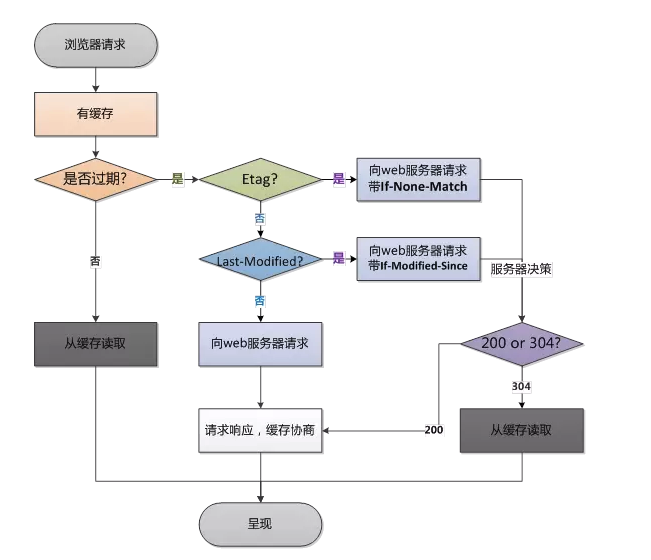 浏览器请求
有缓存
是否过期?
是
Etag?
是
向web服务器请求
带If-None-Match
否
否
Last-Modified?
是
向web服务器请求
带If-Modified-Since
服务器决策
否
从缓存读取
向web服务器请求
200 or 304?
304
请求响应，缓存协商
200
从缓存读取
呈现